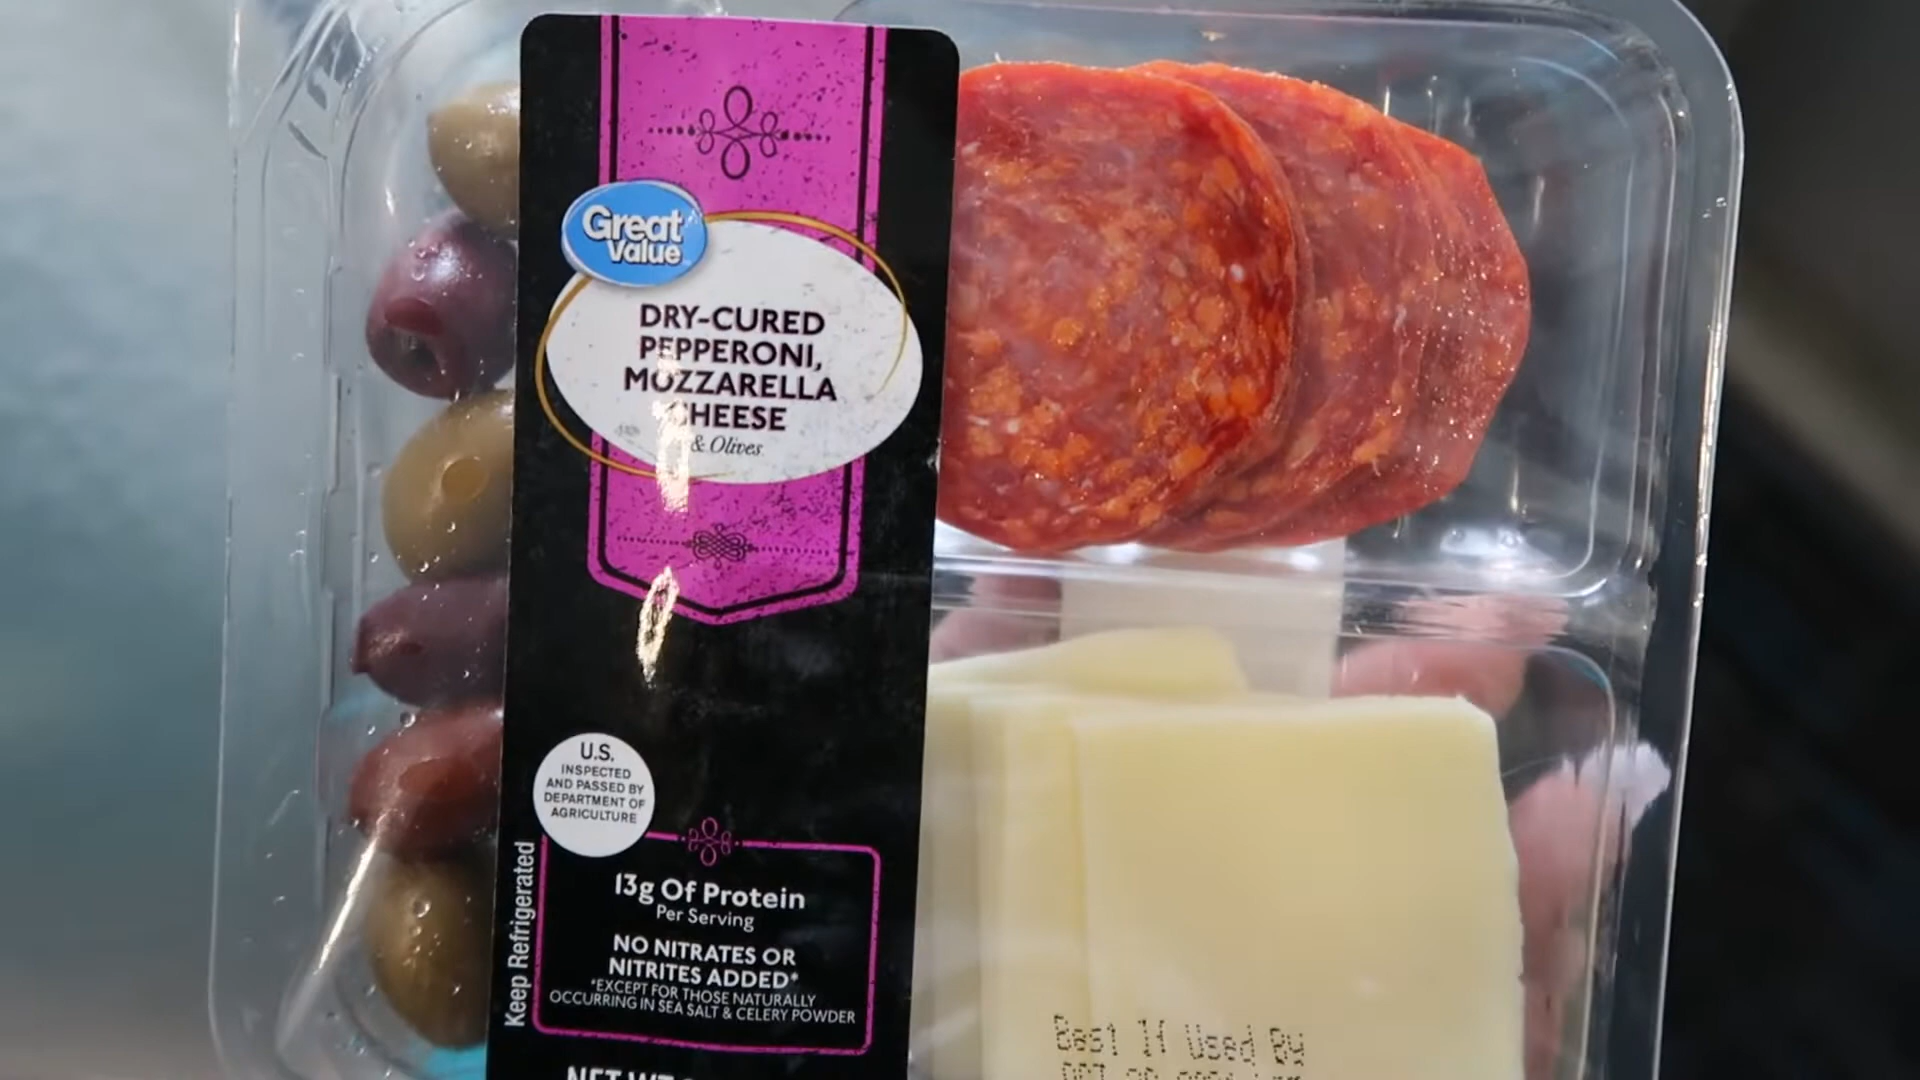 Great
Value
DRY-CURED
PEPPERONI,
MOZZARELLA
CHEESE
& Olives
U.S.
INSPECTED
AND PASSED BY
DEPARTMENT OF
AGRICULTURE
Keep Refrigerated
13g Of Protein
Per Serving
NO NITRATES OR
NITRITES ADDED*
*EXCEPT FOR THOSE NATURALLY
OCCURRING IN SEA SALT & CELERY POWDER
NET WT
Best If Used By